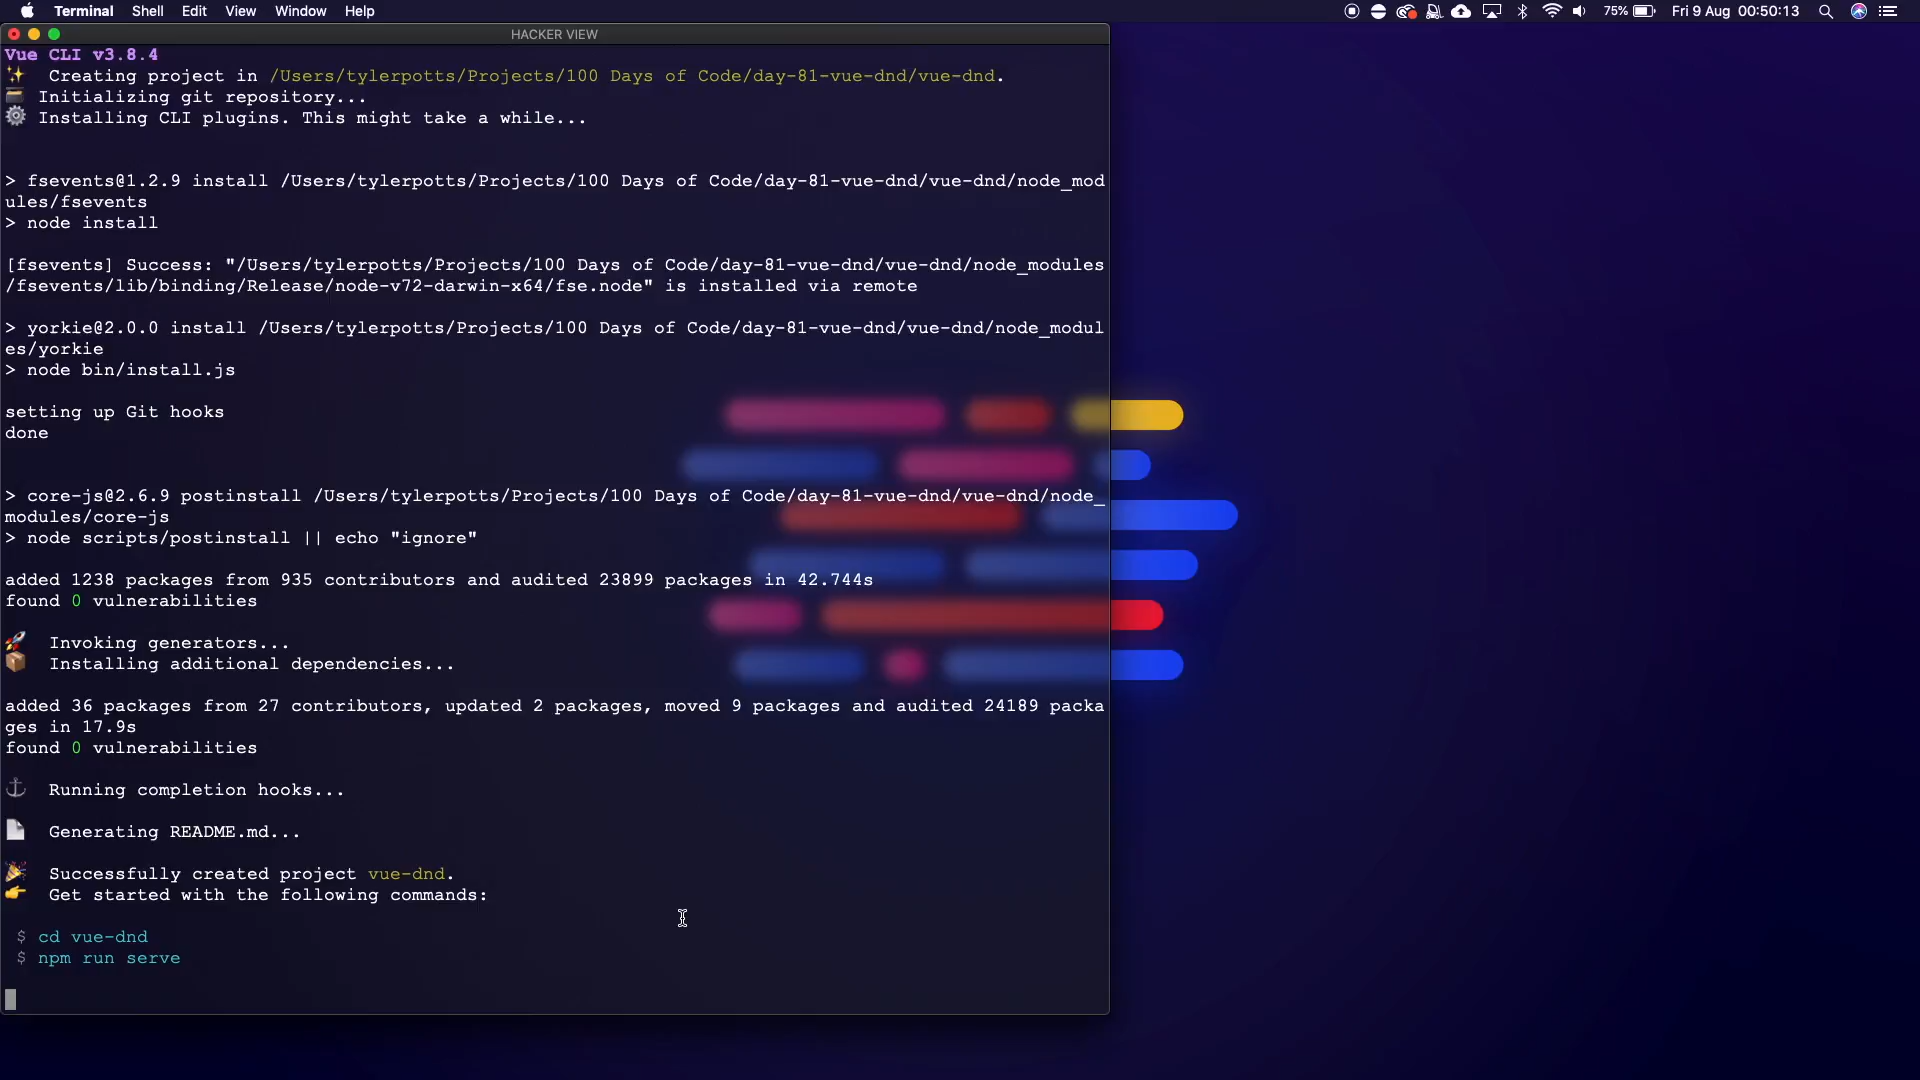 Terminal Shell Edit View Window Help 75% Fri 9 Aug 00:50:13
HACKER VIEW
Vue CLI v3.8.4
Creating project in /Users/tylerpotts/Projects/100 Days of Code/day-81-vue-dnd/vue-dnd.
Initializing git repository...
Installing CLI plugins. This might take a while...
> fsevents@1.2.9 install /Users/tylerpotts/Projects/100 Days of Code/day-81-vue-dnd/vue-dnd/node_mod
ules/fsevents
> node install
[fsevents] Success: "/Users/tylerpotts/Projects/100 Days of Code/day-81-vue-dnd/vue-dnd/node_modules
/fsevents/lib/binding/Release/node-v72-darwin-x64/fse.node" is installed via remote
> yorkie@2.0.0 install /Users/tylerpotts/Projects/100 Days of Code/day-81-vue-dnd/vue-dnd/node_modul
es/yorkie
> node bin/install.js
setting up Git hooks
done
> core-js@2.6.9 postinstall /Users/tylerpotts/Projects/100 Days of Code/day-81-vue-dnd/vue-dnd/node_
modules/core-js
> node scripts/postinstall || echo "ignore"
added 1238 packages from 935 contributors and audited 23899 packages in 42.744s
found 0 vulnerabilities
Invoking generators...
Installing additional dependencies...
added 36 packages from 27 contributors, updated 2 packages, moved 9 packages and audited 24189 packa
ges in 17.9s
found 0 vulnerabilities
Running completion hooks...
Generating README.md...
Successfully created project vue-dnd.
Get started with the following commands:
$ cd vue-dnd
$ npm run serve